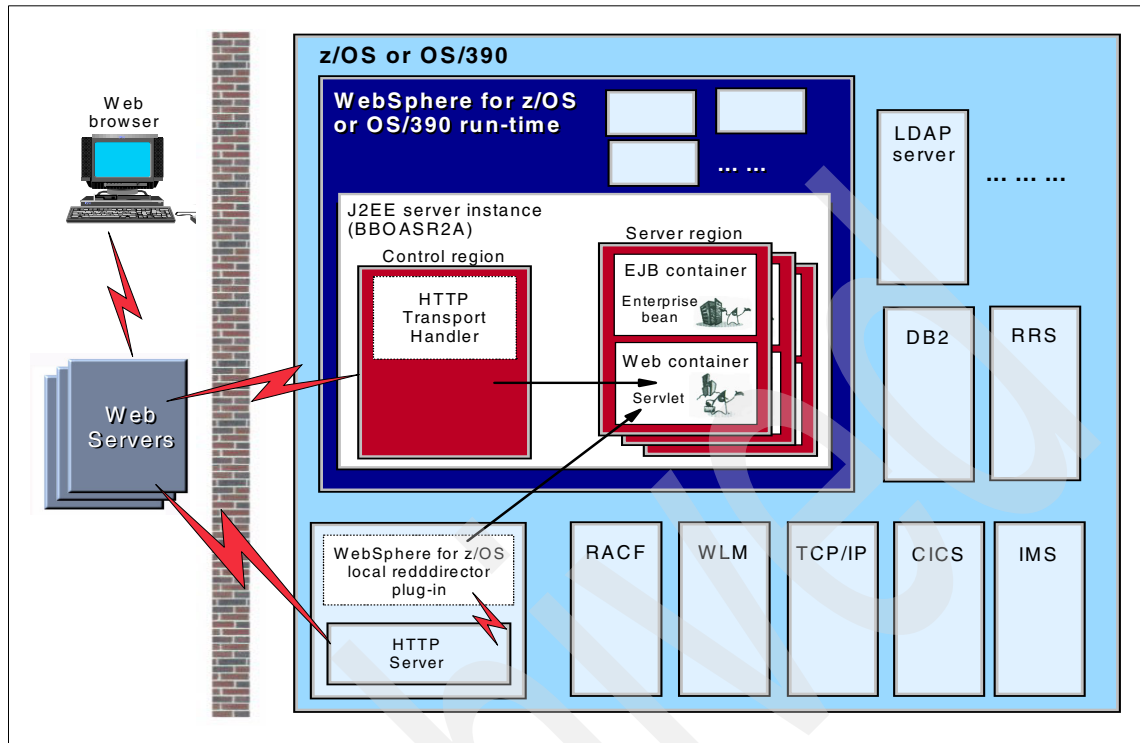 z/OS or OS/390
Web
browser
WebSphere for z/OS
or OS/390 run-time
... ...
LDAP
server
... ... ...
J2EE server instance
(BBOASR2A)
Control region
HTTP
Transport
Handler
Server region
EJB container
Enterprise
bean
Web container
Servlet
DB2
RRS
Web
Servers
WebSphere for z/OS
local redddirector
plug-in
HTTP
Server
RACF
WLM
TCP/IP
CICS
IMS